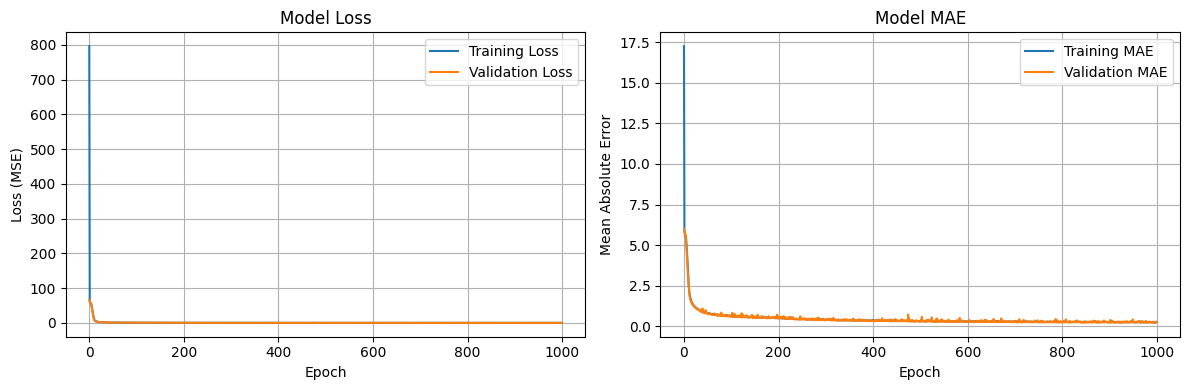 Model Loss
800
700
600
500
400
300
200
100
0
Loss (MSE)
Training Loss
Validation Loss
0 200 400 600 800 1000
Epoch
Model MAE
17.5
15.0
12.5
10.0
7.5
5.0
2.5
0.0
Mean Absolute Error
Training MAE
Validation MAE
0 200 400 600 800 1000
Epoch